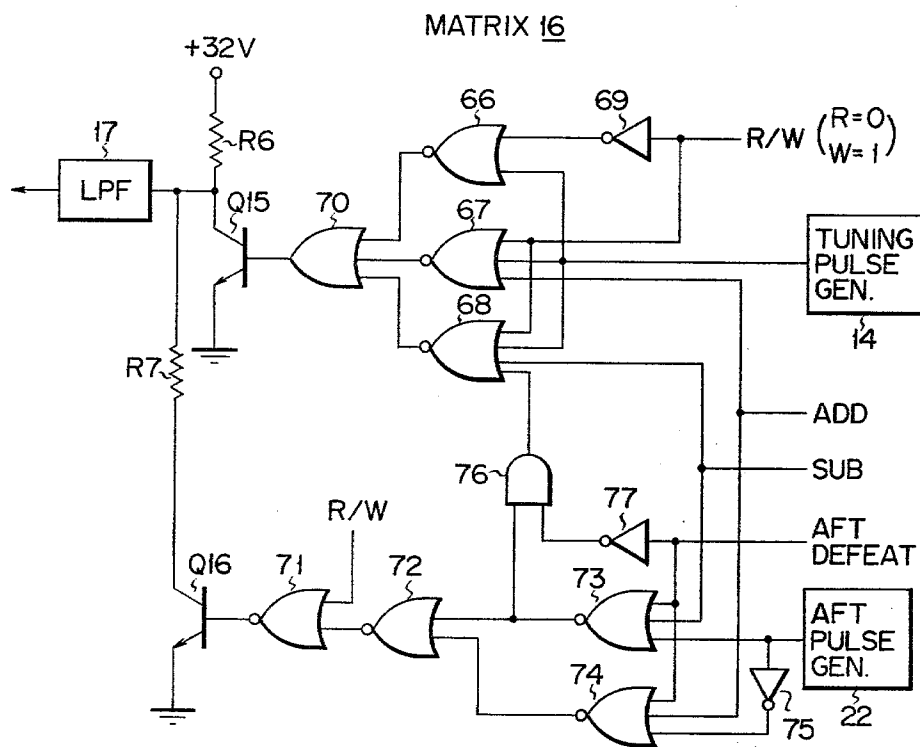 MATRIX 16
+32V
R6
17
LPF
Q15
70
66
69
R/W (R=0
W=1)
67
TUNING
PULSE
GEN.
14
68
R7
ADD
SUB
76
77
AFT
DEFEAT
R/W
Q16
71
72
73
AFT
PULSE
GEN.
22
74
75